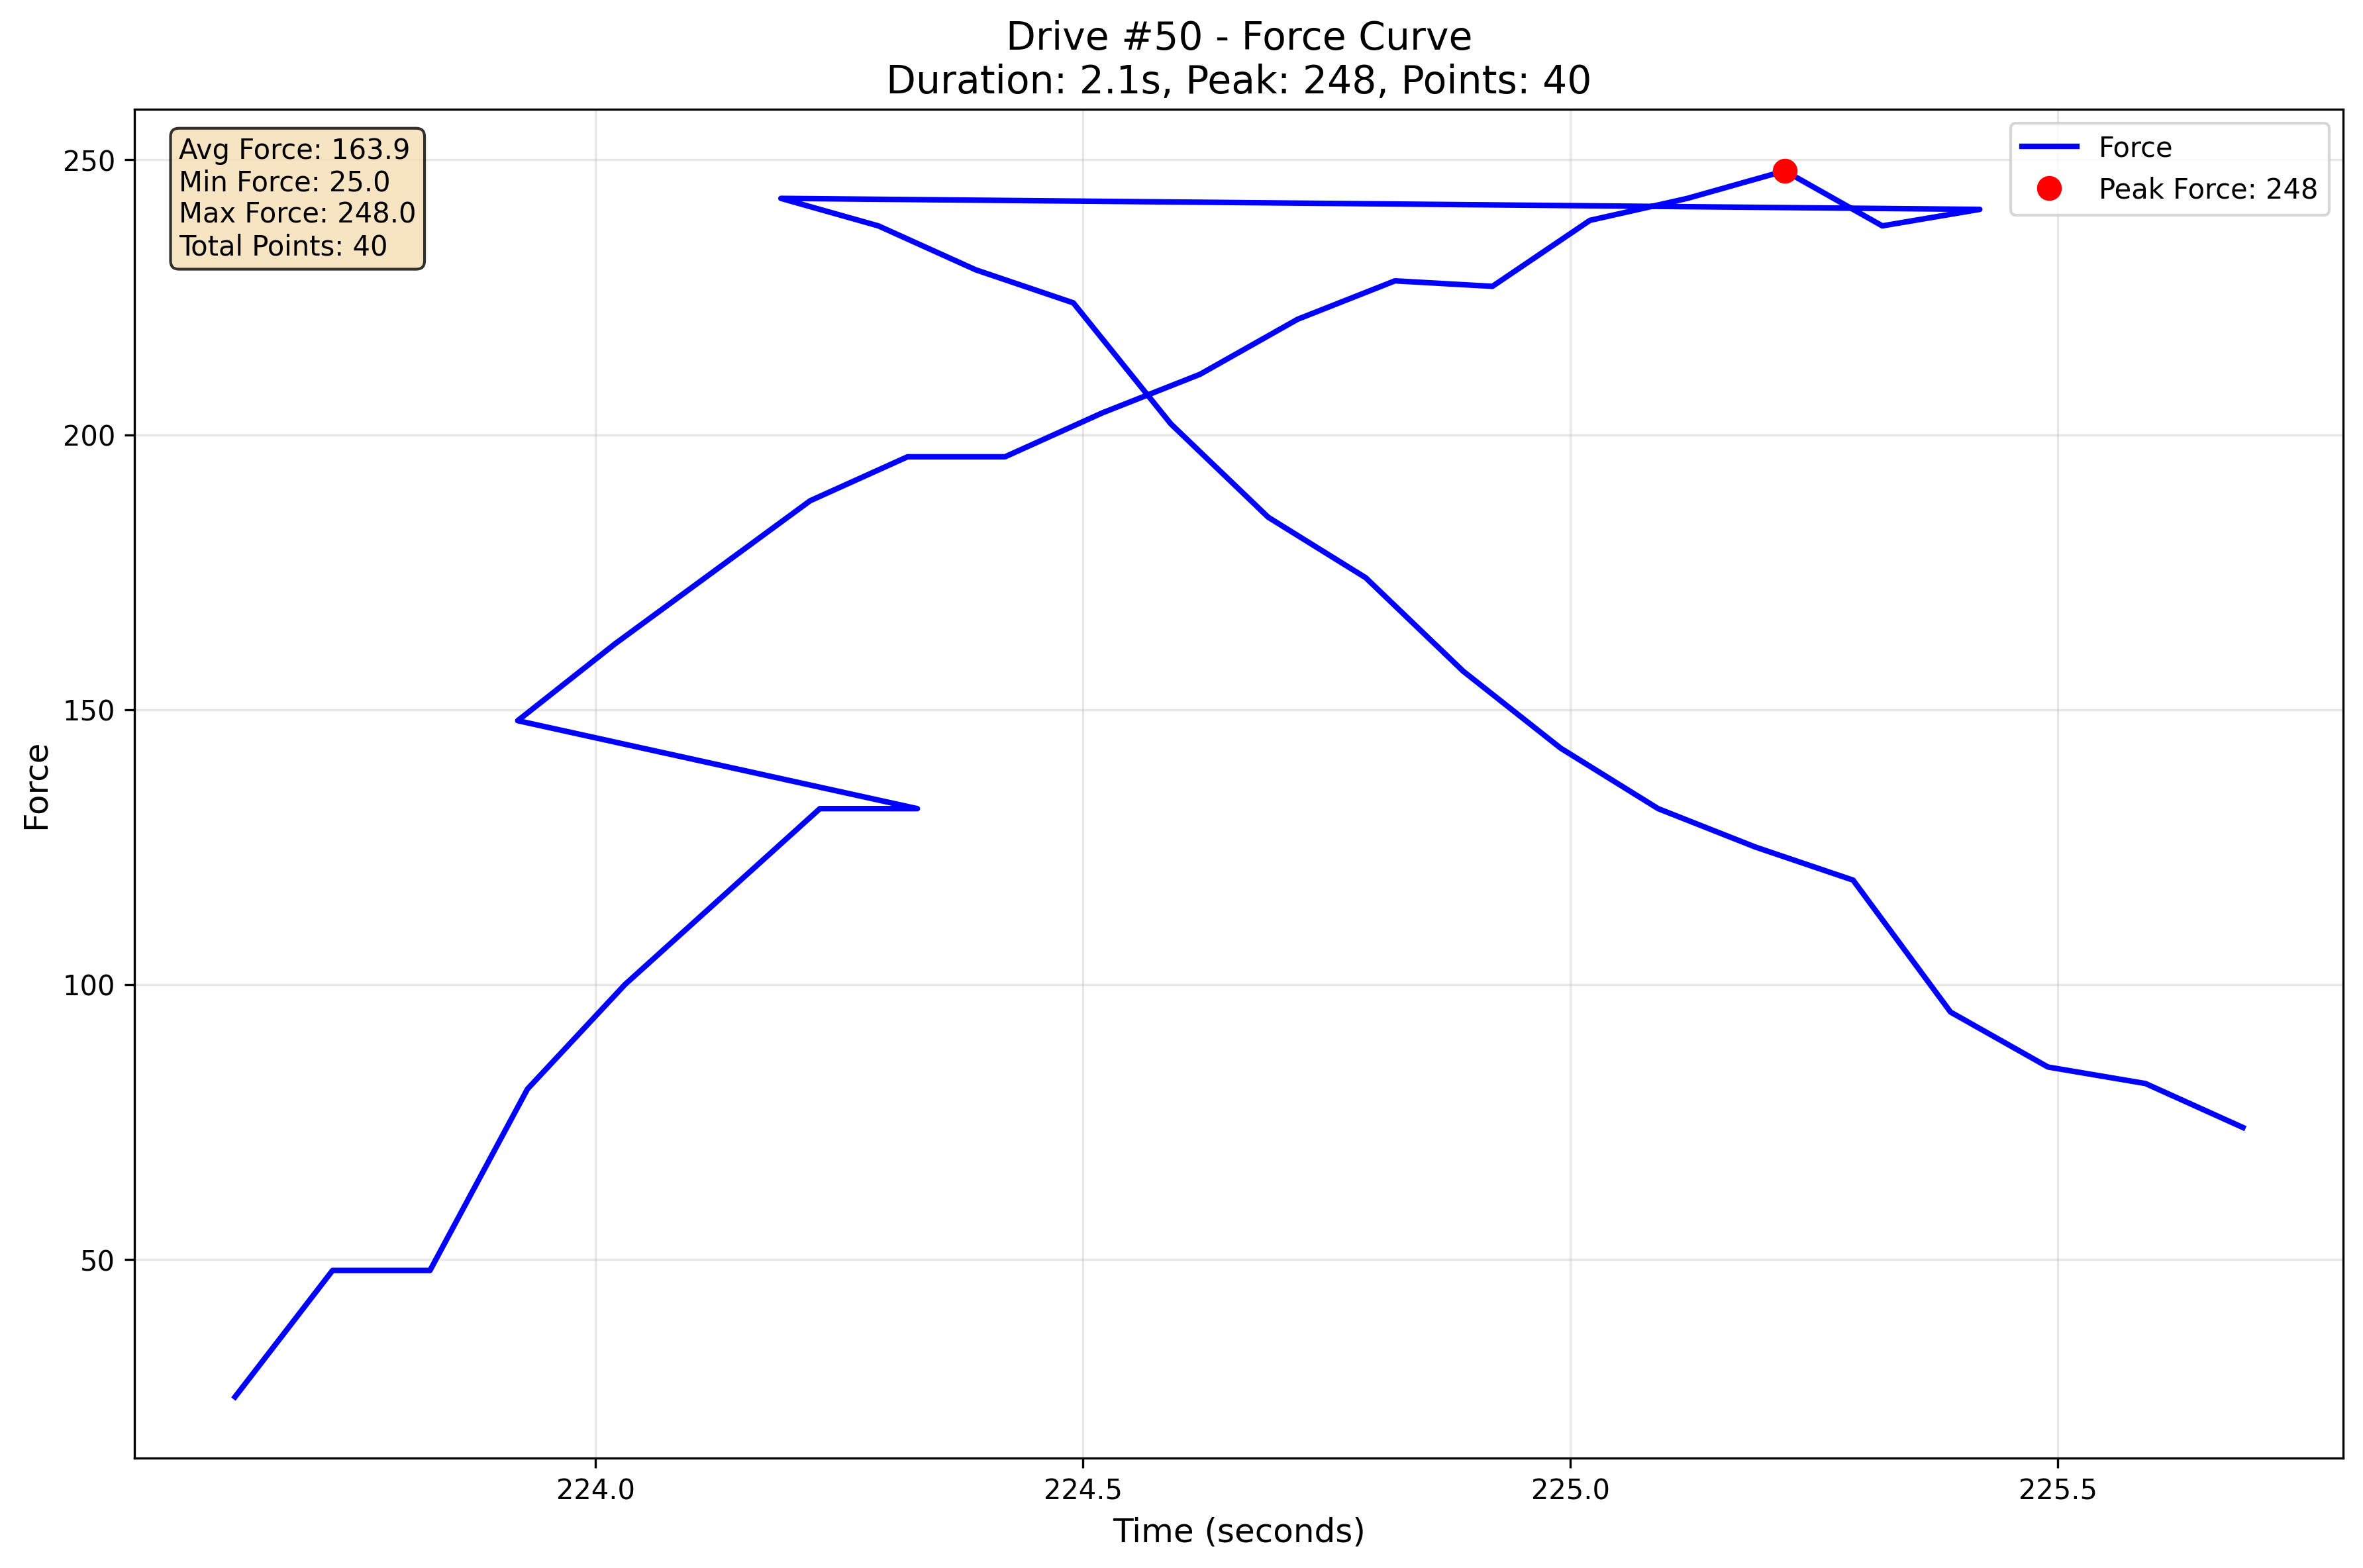 Drive #50 - Force Curve
Duration: 2.1s, Peak: 248, Points: 40
Avg Force: 163.9
Min Force: 25.0
Max Force: 248.0
Total Points: 40
Force
Peak Force: 248
250
200
150
100
50
Force
224.0
224.5
225.0
225.5
Time (seconds)